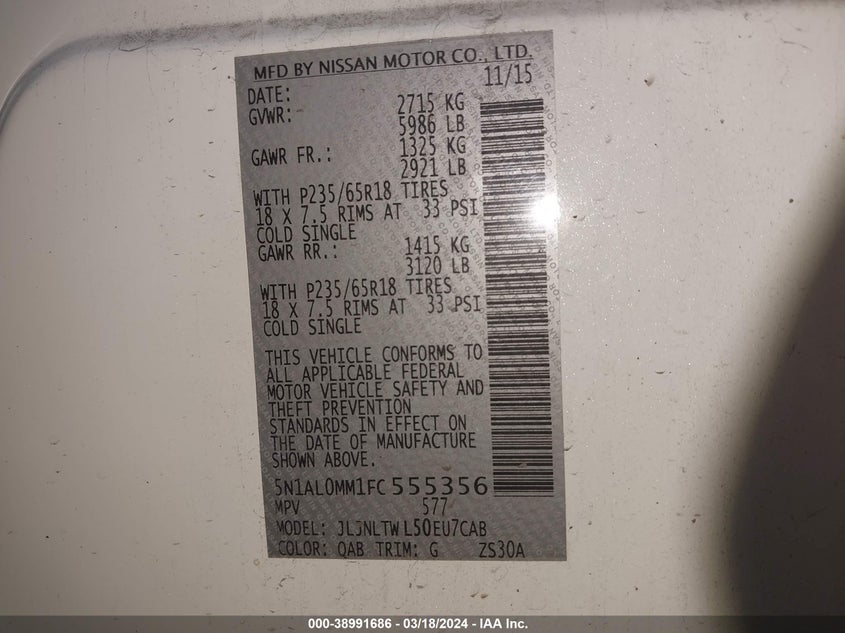 MFD BY NISSAN MOTOR CO., LTD.
DATE: 11/15
GVWR: 2715 KG
5986 LB
GAWR FR.: 1325 KG
2921 LB
WITH P235/65R18 TIRES
18 X 7.5 RIMS AT 33 PSI
COLD SINGLE
GAWR RR.: 1415 KG
3120 LB
WITH P235/65R18 TIRES
18 X 7.5 RIMS AT 33 PSI
COLD SINGLE
THIS VEHICLE CONFORMS TO
ALL APPLICABLE FEDERAL
MOTOR VEHICLE SAFETY AND
THEFT PREVENTION
STANDARDS IN EFFECT ON
THE DATE OF MANUFACTURE
SHOWN ABOVE.
5N1AL0MM1FC555356
MPV 577
MODEL: JLJNLTWL50EU7CAB
COLOR: QAB TRIM: G ZS30A
000-38991686 - 03/18/2024 - IAA Inc.